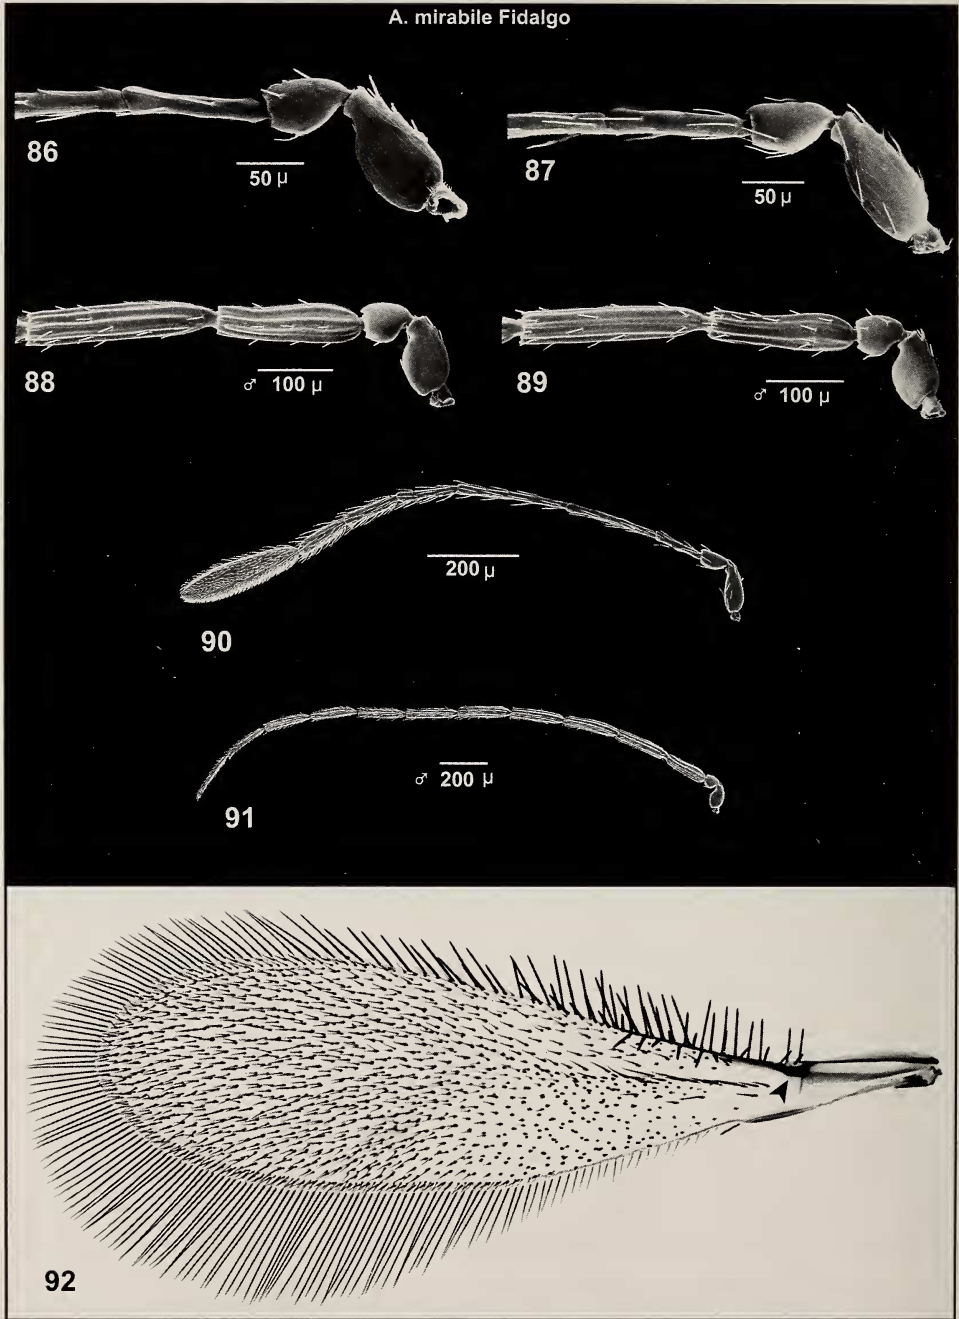 A. mirabile Fidalgo
86
50 µ
87
50 µ
88
♂ 100 µ
89
♂ 100 µ
200 µ
90
♂ 200 µ
91
92